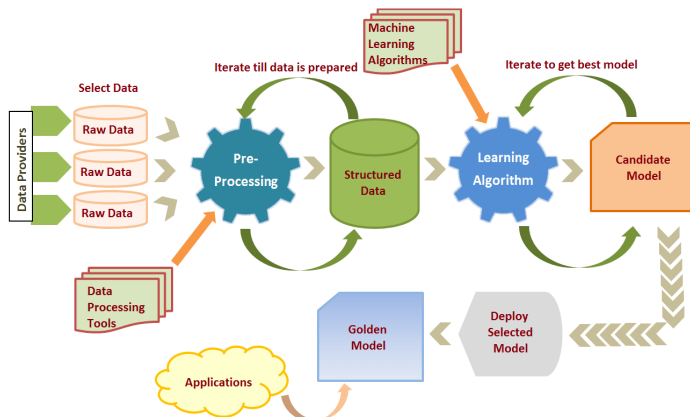 Machine
Learning
Algorithms
Iterate till data is prepared
Iterate to get best model
Select Data
Data Providers
Raw Data
Raw Data
Raw Data
Pre-
Processing
Structured
Data
Learning
Algorithm
Candidate
Model
Data
Processing
Tools
Golden
Model
Deploy
Selected
Model
Applications